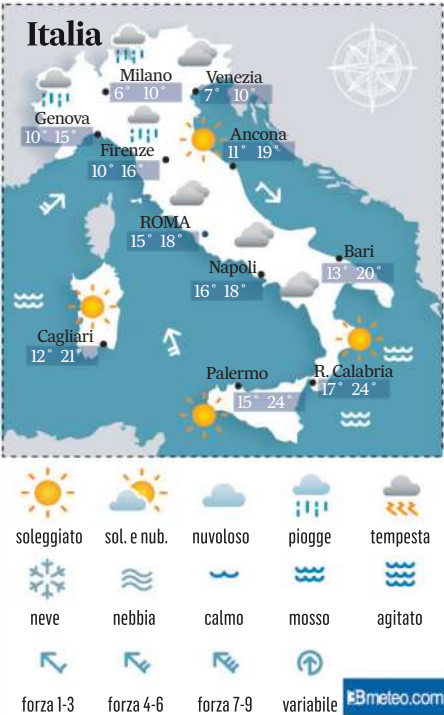 Italia
Milano
6° 10°
Venezia
7° 10°
Genova
10° 15°
Firenze
10° 16°
Ancona
11° 19°
ROMA
15° 18°
Bari
13° 20°
Napoli
16° 18°
Cagliari
12° 21°
Palermo
15° 24°
R. Calabria
17° 24°
soleggiato sol. e nub. nuvoloso piogge tempesta
neve nebbia calmo mosso agitato
forza 1-3 forza 4-6 forza 7-9 variabile
3Bmeteo.com